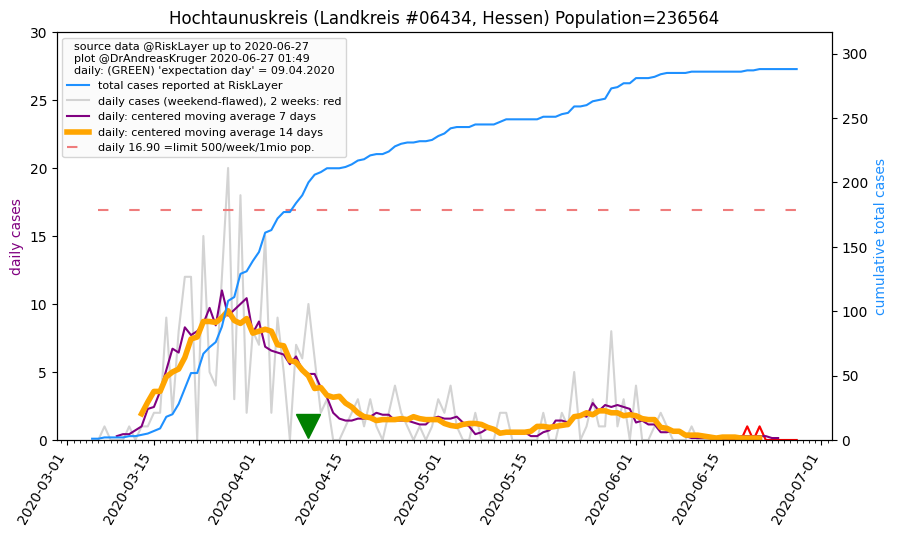 Hochtaunuskreis (Landkreis #06434, Hessen) Population=236564
source data @RiskLayer up to 2020-06-27
plot @DrAndreasKruger 2020-06-27 01:49
daily: (GREEN) 'expectation day' = 09.04.2020
total cases reported at RiskLayer
daily cases (weekend-flawed), 2 weeks: red
daily: centered moving average 7 days
daily: centered moving average 14 days
daily 16.90 =limit 500/week/1mio pop.
daily cases
30
25
20
15
10
5
0
300
250
200
150
100
50
0
cumulative total cases
2020-03-01
2020-03-15
2020-04-01
2020-04-15
2020-05-01
2020-05-15
2020-06-01
2020-06-15
2020-07-01